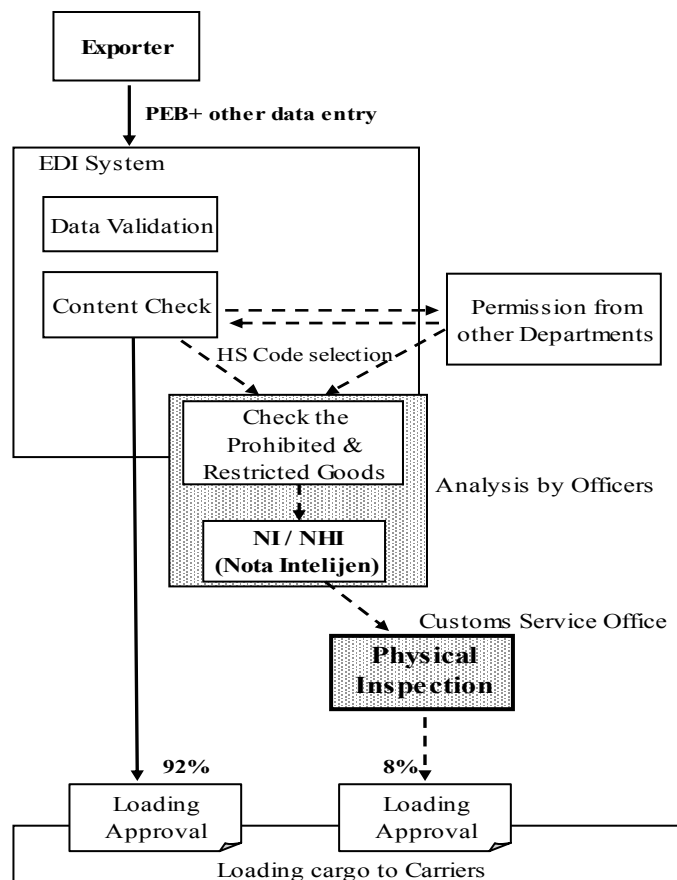 Exporter
PEB+ other data entry
EDI System
Data Validation
Content Check
Permission from
other Departments
HS Code selection
Check the
Prohibited &
Restricted Goods
Analysis by Officers
NI / NHI
(Nota Intelijen)
Customs Service Office
Physical
Inspection
92%
8%
Loading
Approval
Loading
Approval
Loading cargo to Carriers